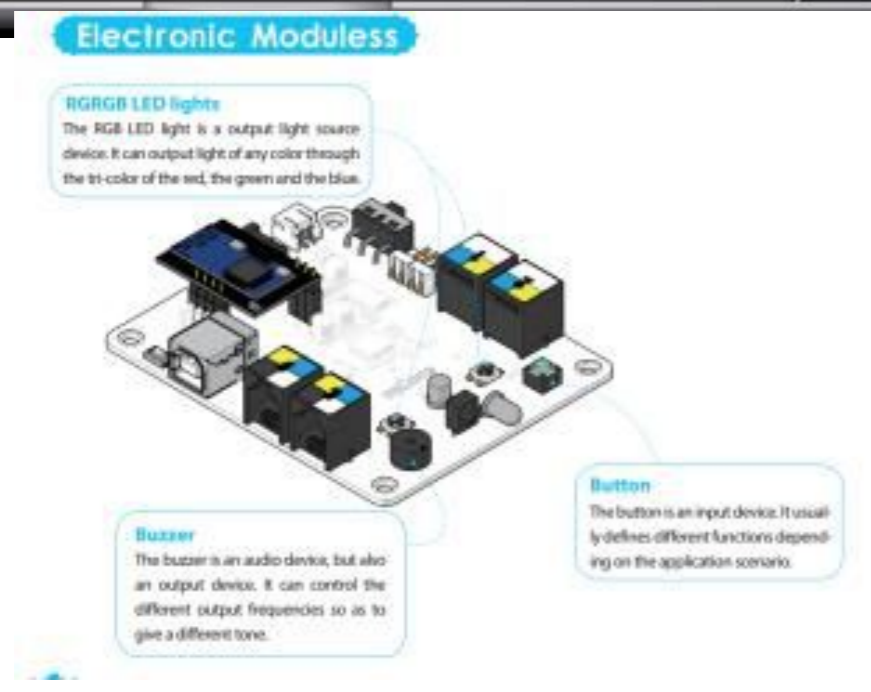 Electronic Moduless
RGRGB LED lights
The RGB LED light is a output light source
device. It can output light of any color through
the tri-color of the red, the green and the blue.
Button
The button is an input device. It usual-
ly defines different functions depend-
ing on the application scenario.
Buzzer
The buzzer is an audio device, but also
an output device. It can control the
different output frequencies so as to
give a different tone.